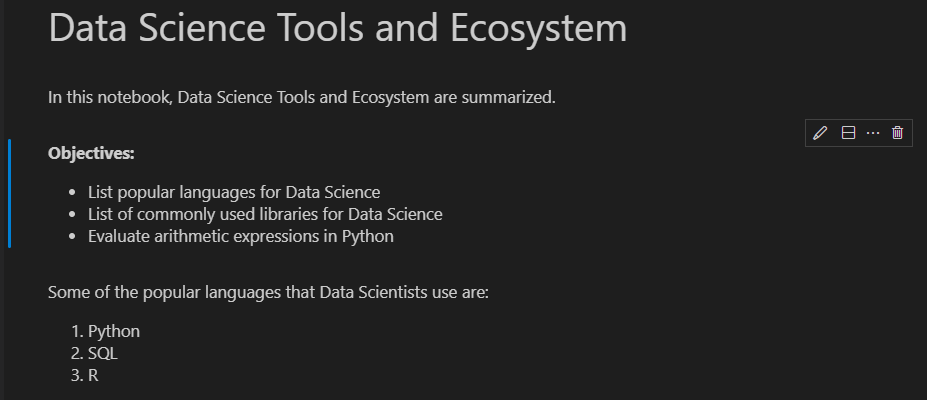 Data Science Tools and Ecosystem
In this notebook, Data Science Tools and Ecosystem are summarized.
Objectives:
• List popular languages for Data Science
• List of commonly used libraries for Data Science
• Evaluate arithmetic expressions in Python
Some of the popular languages that Data Scientists use are:
1. Python
2. SQL
3. R